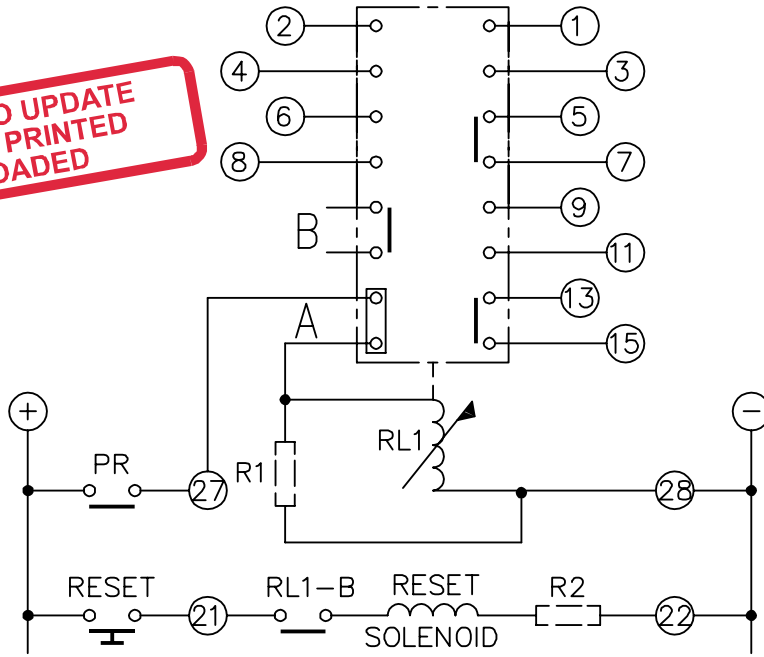 2 1
4 3
6 5
8 7
9
B
11
13
A
15
UPDATE
PRINTED
+ −
RL1
PR R1
27 28
RESET RL1-B RESET R2
21 22
SOLENOID